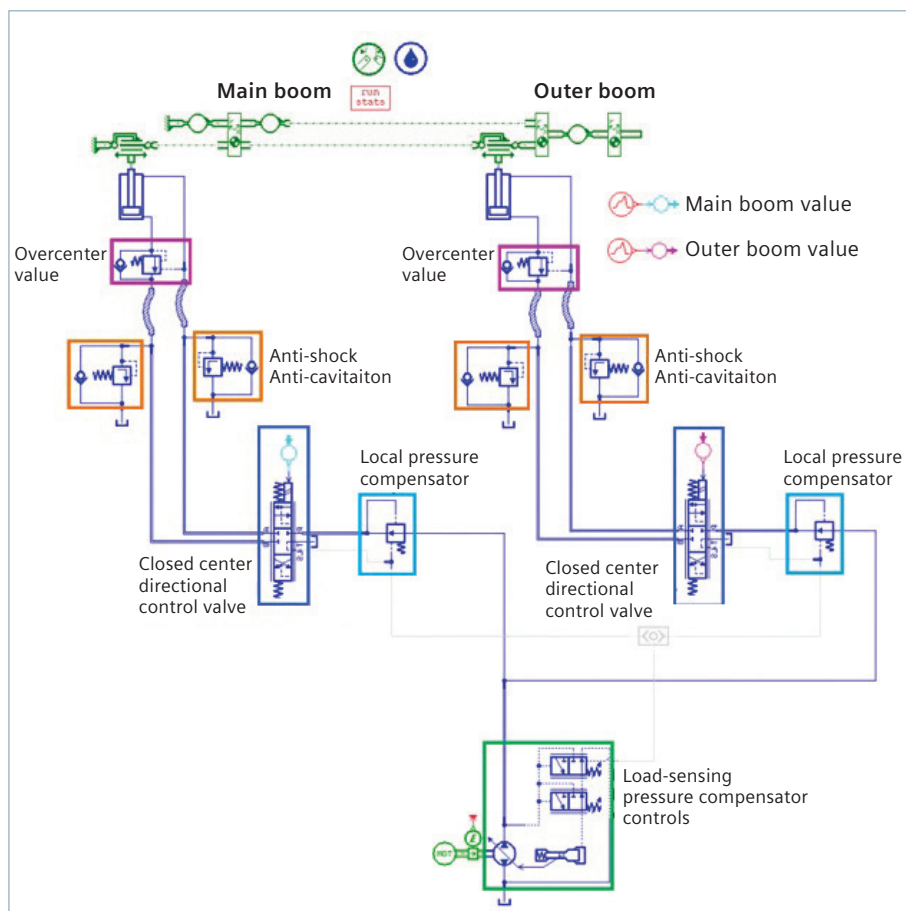 Main boom
run
stats
Outer boom
Main boom value
Outer boom value
Overcenter
value
Overcenter
value
Anti-shock
Anti-cavitaiton
Anti-shock
Anti-cavitaiton
Local pressure
compensator
Local pressure
compensator
Closed center
directional
control valve
Closed center
directional
control valve
Load-sensing
pressure compensator
controls
MOT